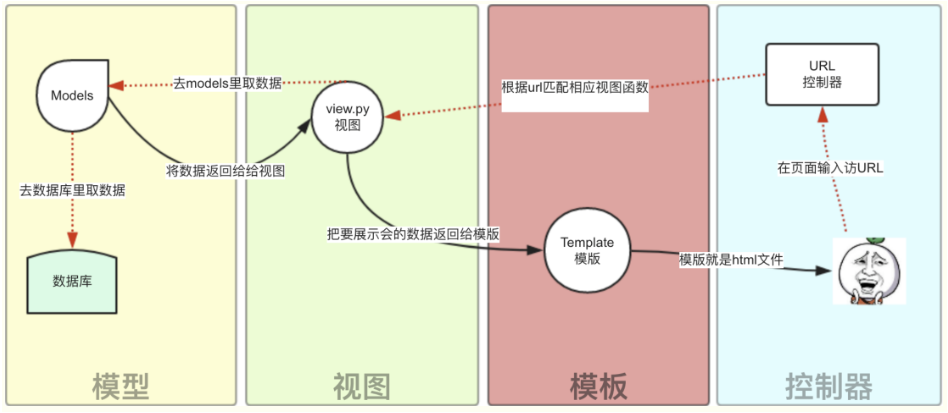 Models
去models里取数据
view.py
视图
根据url匹配相应视图函数
URL
控制器
将数据返回给给视图
在页面输入访URL
去数据库里取数据
把要展示会的数据返回给模版
Template
模版
模版就是html文件
数据库
模型
视图
模板
控制器